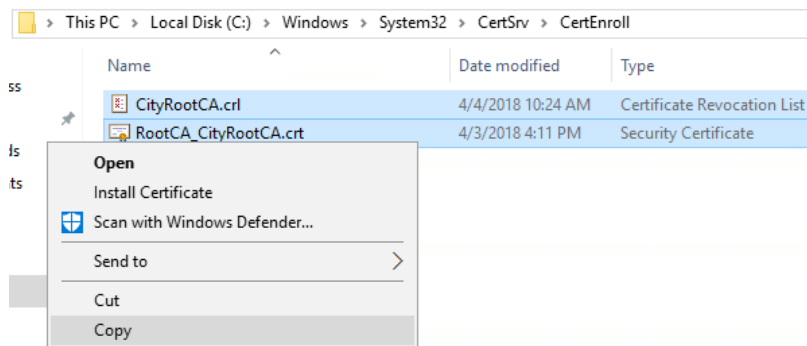 This PC > Local Disk (C:) > Windows > System32 > CertSrv > CertEnroll
Name Date modified Type
ss
CityRootCA.crl 4/4/2018 10:24 AM Certificate Revocation List
RootCA_CityRootCA.crt 4/3/2018 4:11 PM Security Certificate
ds
Open
ts
Install Certificate
Scan with Windows Defender...
Send to
Cut
Copy